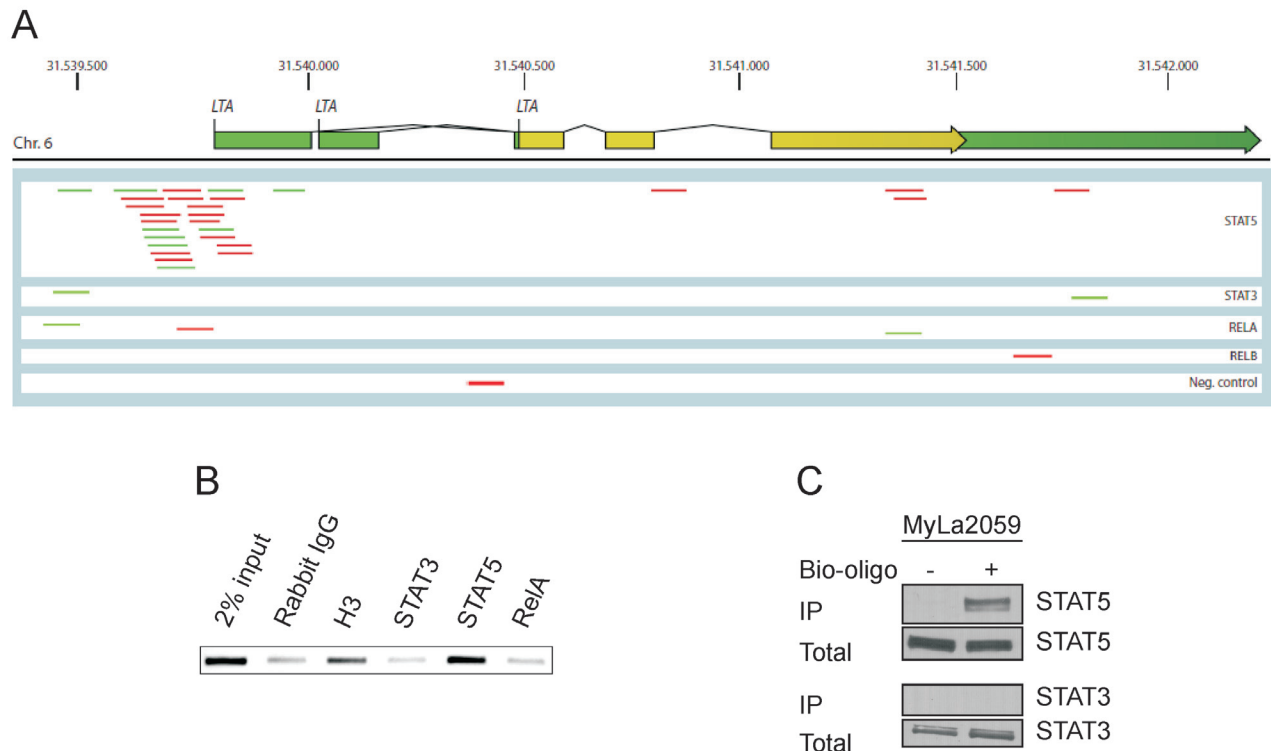 A
31.539.500 31.540.000 31.540.500 31.541.000 31.541.500 31.542.000
LTA LTA LTA
Chr. 6
STAT5
STAT3
RELA
RELB
Neg. control
B
2% input Rabbit IgG H3 STAT3 STAT5 RelA
C
MyLa2059
Bio-oligo - +
IP STAT5
Total STAT5
IP STAT3
Total STAT3